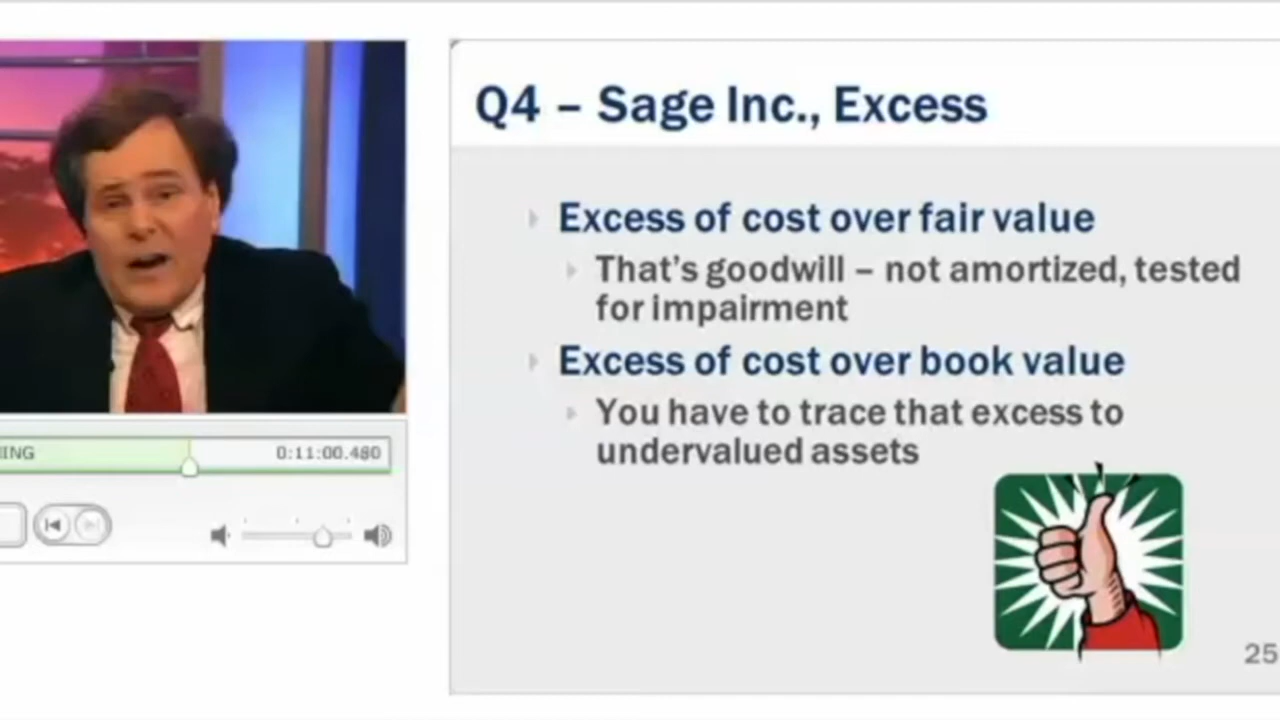 Q4 – Sage Inc., Excess
Excess of cost over fair value
That's goodwill – not amortized, tested
for impairment
Excess of cost over book value
You have to trace that excess to
undervalued assets
ING
0:11:00.480
25